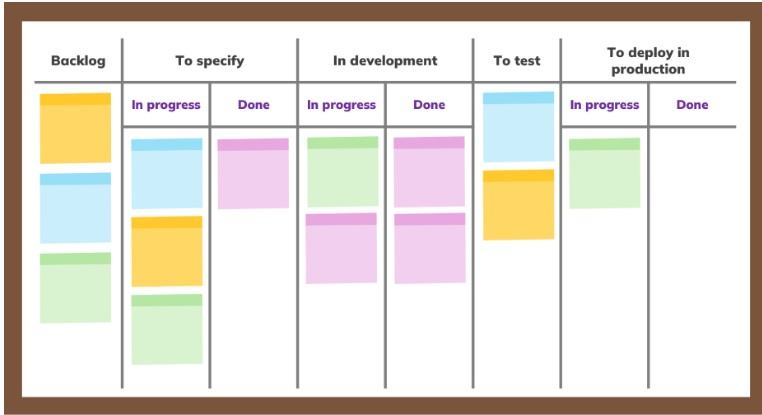 Backlog
To specify
In development
To test
To deploy in
production
In progress
Done
In progress
Done
In progress
Done